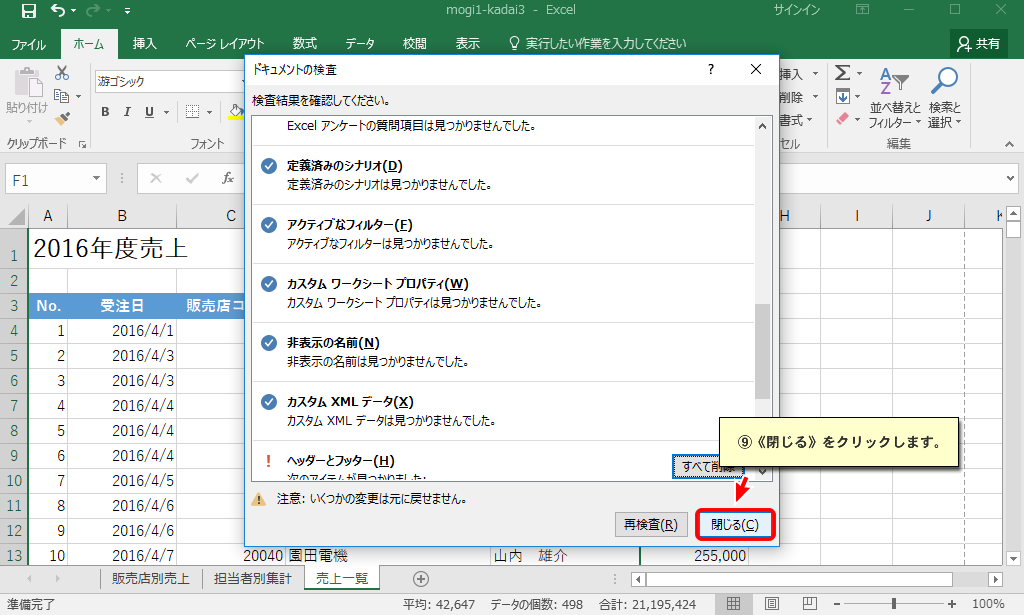 mogi1-kadai3 - Excel
サインイン
ファイル ホーム 挿入 ページ レイアウト 数式 データ 校閲 表示 実行したい作業を入力してください 共有
貼り付け
クリップボード
游ゴシック
B I U
フォント
挿入
削除
書式
セル
並べ替えと
フィルター
検索と
選択
編集
F1
fx
A B C H I J K
1 2016年度売上
2
3 No. 受注日 販売店コ
4 1 2016/4/1
5 2 2016/4/3
6 3 2016/4/3
7 4 2016/4/4
8 5 2016/4/4
9 6 2016/4/4
10 7 2016/4/5
11 8 2016/4/6
12 9 2016/4/6
13 10 2016/4/7 20040 園田電機 山内 雄介 255,000
ドキュメントの検査
?
検査結果を確認してください。
Excel アンケートの質問項目は見つかりませんでした。
定義済みのシナリオ(D)
定義済みのシナリオは見つかりませんでした。
アクティブなフィルター(F)
アクティブなフィルターは見つかりませんでした。
カスタム ワークシート プロパティ(W)
カスタム ワークシート プロパティは見つかりませんでした。
非表示の名前(N)
非表示の名前は見つかりませんでした。
カスタム XML データ(X)
カスタム XML データは見つかりませんでした。
! ヘッダーとフッター(H)
次のアイテムが見つかりました:
すべて削除
⑨《閉じる》をクリックします。
注意: いくつかの変更は元に戻せません。
再検査(R) 閉じる(C)
販売店別売上 担当者別集計 売上一覧
準備完了 平均: 42,647 データの個数: 498 合計: 21,195,424 100%